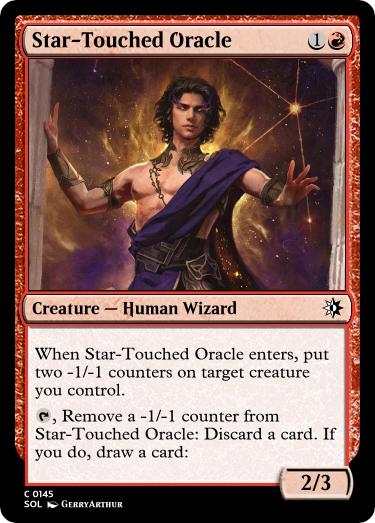 Star-Touched Oracle 1
Creature — Human Wizard
When Star-Touched Oracle enters, put
two -1/-1 counters on target creature
you control.
, Remove a -1/-1 counter from
Star-Touched Oracle: Discard a card. If
you do, draw a card:
2/3
C 0145
SOL GerryArthur